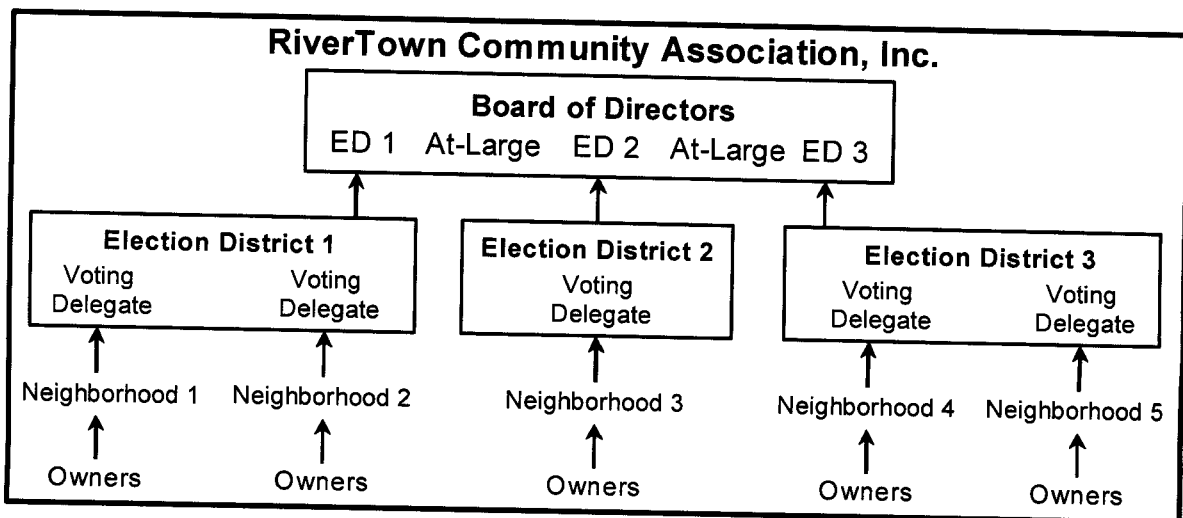 RiverTown Community Association, Inc.
Board of Directors
ED 1 At-Large ED 2 At-Large ED 3
Election District 1
Voting Delegate
Voting Delegate
Election District 2
Voting Delegate
Election District 3
Voting Delegate
Voting Delegate
Neighborhood 1
Neighborhood 2
Neighborhood 3
Neighborhood 4
Neighborhood 5
Owners
Owners
Owners
Owners
Owners